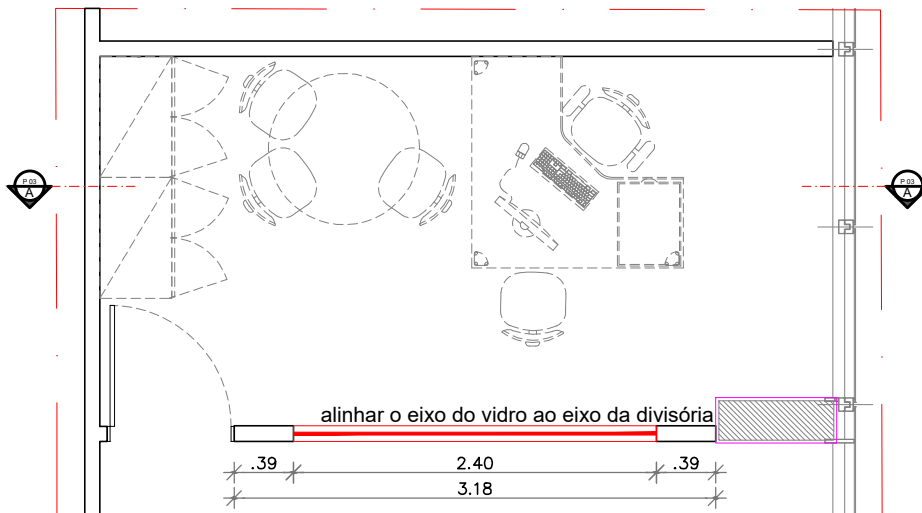 P 03
A
P 03
A
alinhar o eixo do vidro ao eixo da divisória
.39
2.40
.39
3.18